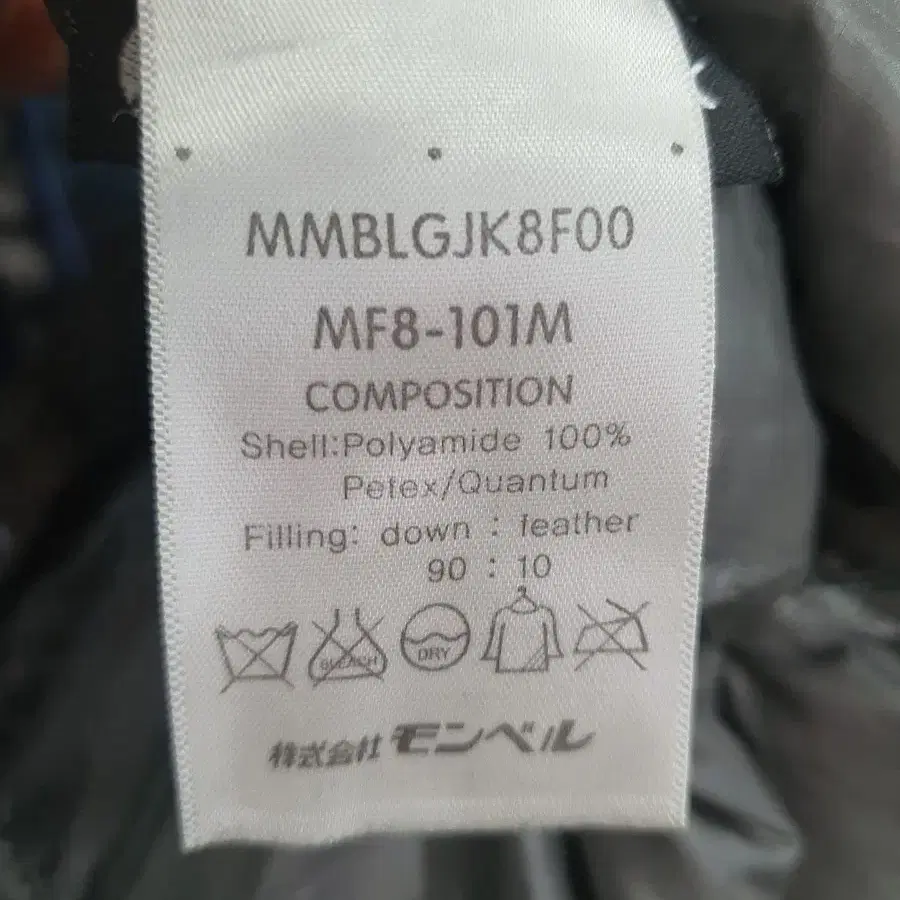 MMBLGJK8F00
MF8-101M
COMPOSITION
Shell:Polyamide 100%
Petex/Quantum
Filling: down : feather
90 : 10
BLEACH
DRY
株式会社 モンベル